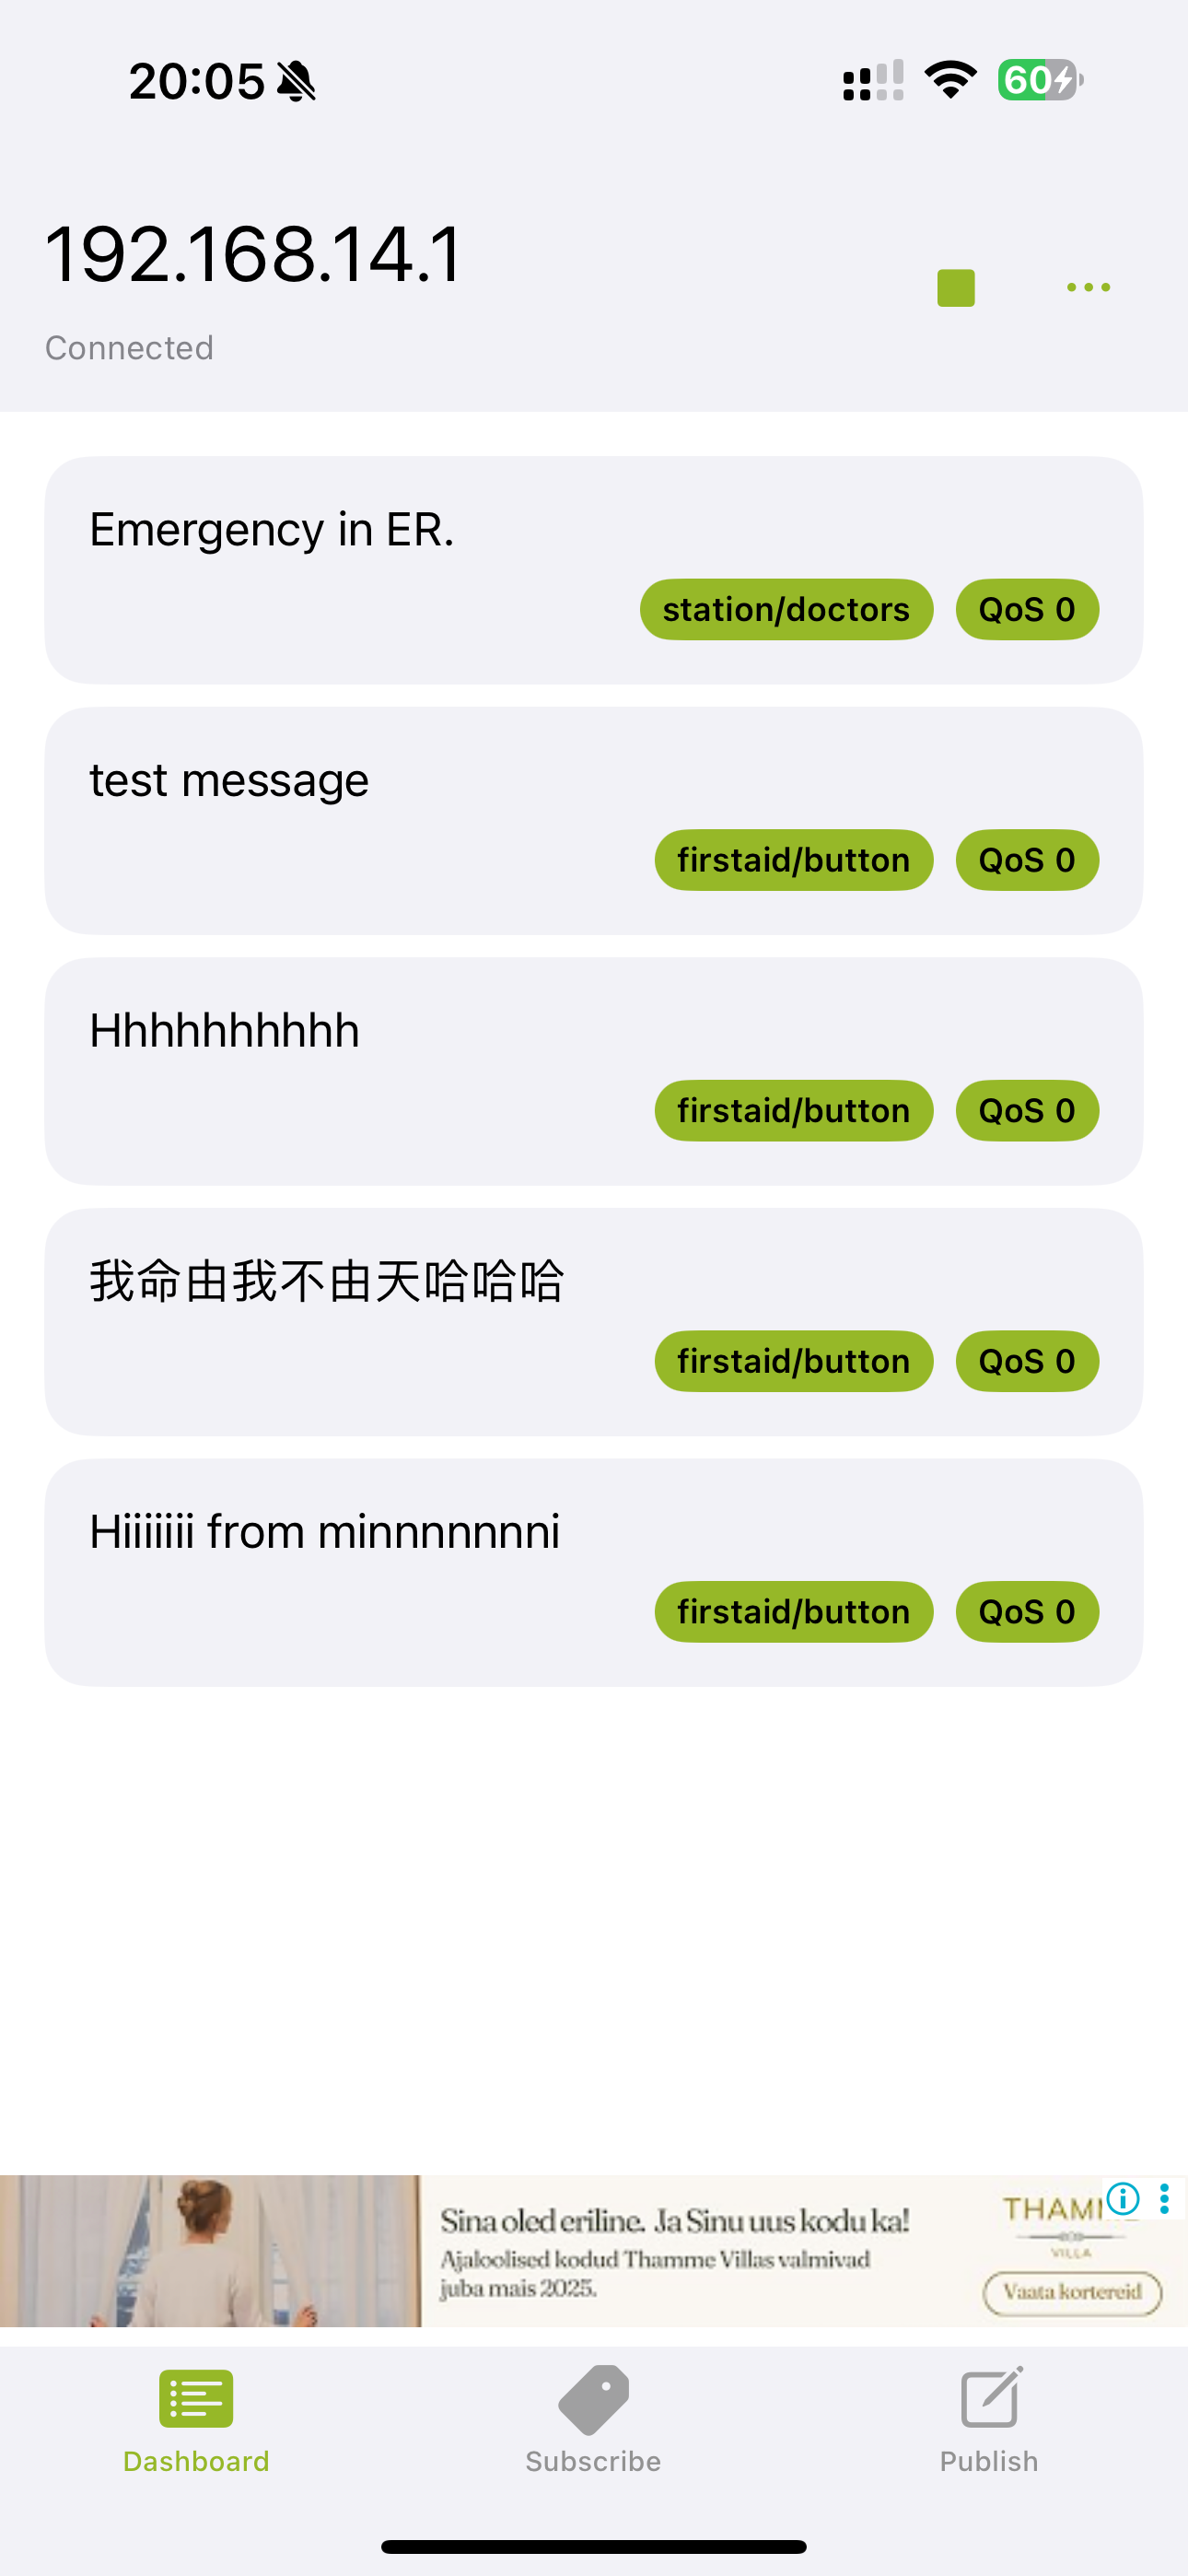 20:05
60
192.168.14.1
Connected
Emergency in ER.
station/doctors QoS 0
test message
firstaid/button QoS 0
Hhhhhhhhhh
firstaid/button QoS 0
我命由我不由天哈哈哈
firstaid/button QoS 0
Hiiiiiii from minnnnnnni
firstaid/button QoS 0
Sina oled eriline. Ja Sinu uus kodu ka!
Ajaloolised kodud Thamme Villas valmivad
juba mais 2025.
VILLA
Vaata kortereid
Dashboard Subscribe Publish